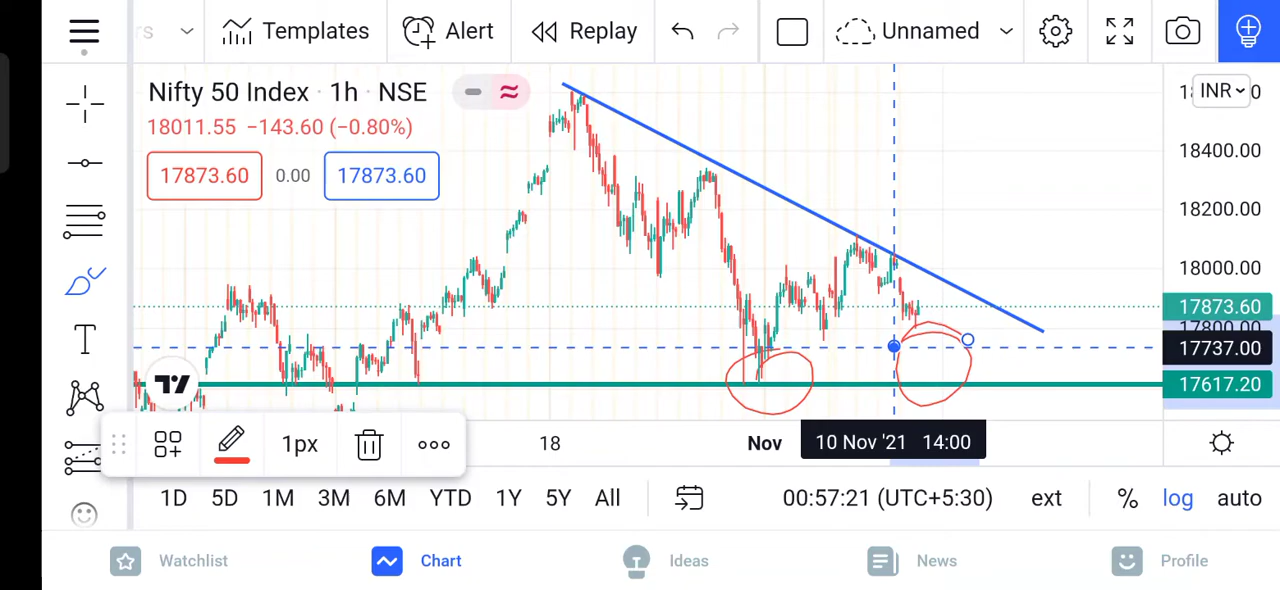 rs Templates Alert Replay Unnamed
Nifty 50 Index · 1h · NSE
18011.55 −143.60 (−0.80%)
17873.60 0.00 17873.60
INR
18400.00
18200.00
18000.00
17873.60
17800.00
17737.00
17617.20
1px
18 Nov 10 Nov '21 14:00
1D 5D 1M 3M 6M YTD 1Y 5Y All 00:57:21 (UTC+5:30) ext % log auto
Watchlist Chart Ideas News Profile